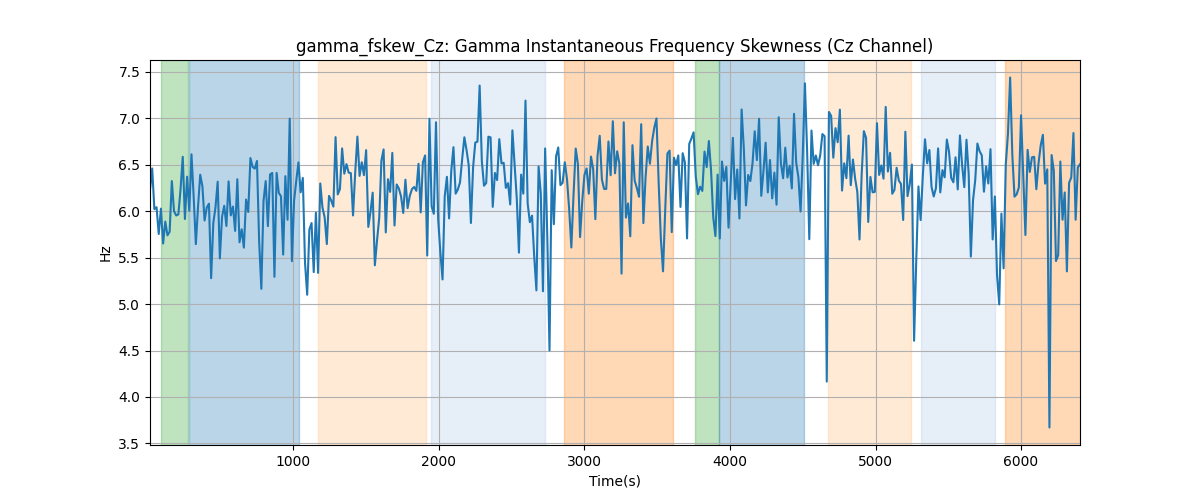 gamma_fskew_Cz: Gamma Instantaneous Frequency Skewness (Cz Channel)
7.5
7.0
6.5
6.0
5.5
5.0
4.5
4.0
3.5
Hz
1000 2000 3000 4000 5000 6000
Time(s)